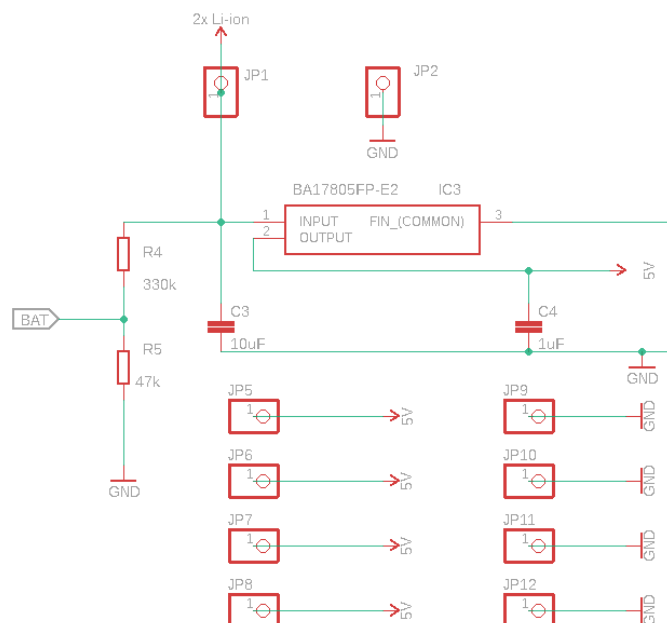 2x Li-ion
JP1
1
JP2
1
GND
BA17805FP-E2 IC3
1 INPUT FIN_(COMMON) 3
2 OUTPUT
R4
330k
5V
BAT
C3
10uF
C4
1uF
R5
47k
GND
GND
JP5
1 5V
JP9
1 GND
JP6
1 5V
JP10
1 GND
JP7
1 5V
JP11
1 GND
JP8
1 5V
JP12
1 GND